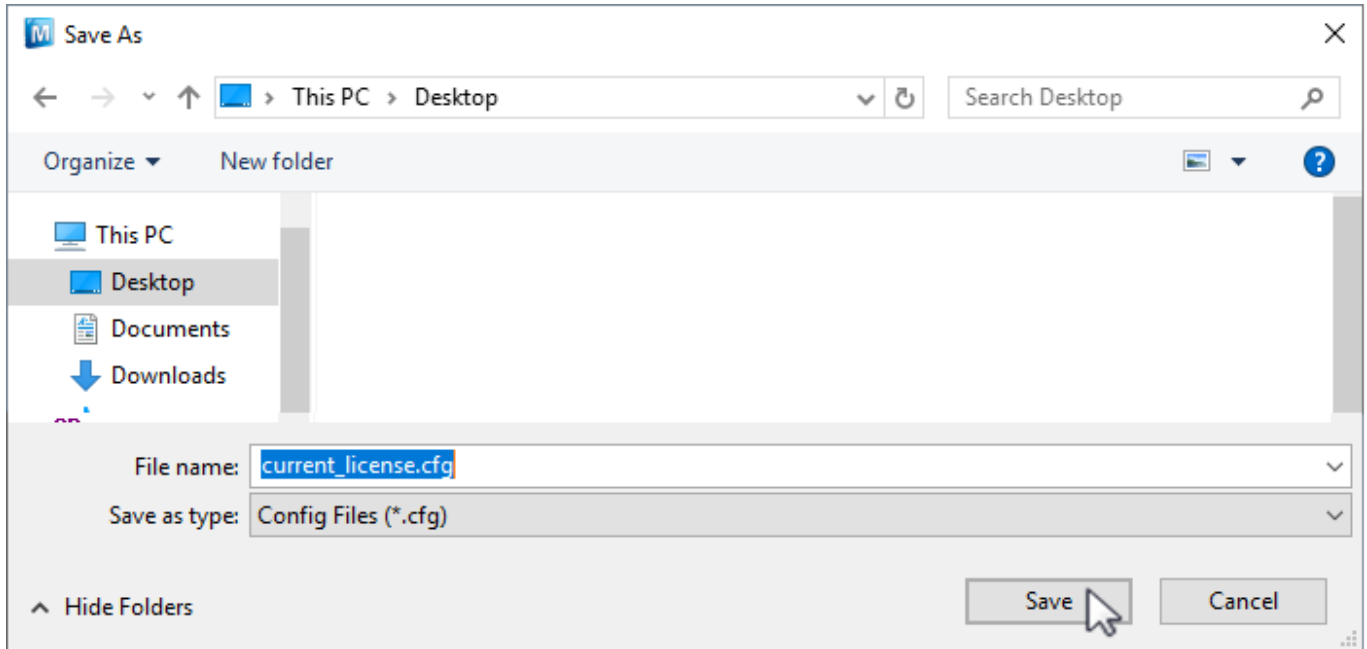 M Save As
This PC > Desktop
Search Desktop
Organize
New folder
?
This PC
Desktop
Documents
Downloads
File name: current_license.cfg
Save as type: Config Files (*.cfg)
Hide Folders
Save
Cancel